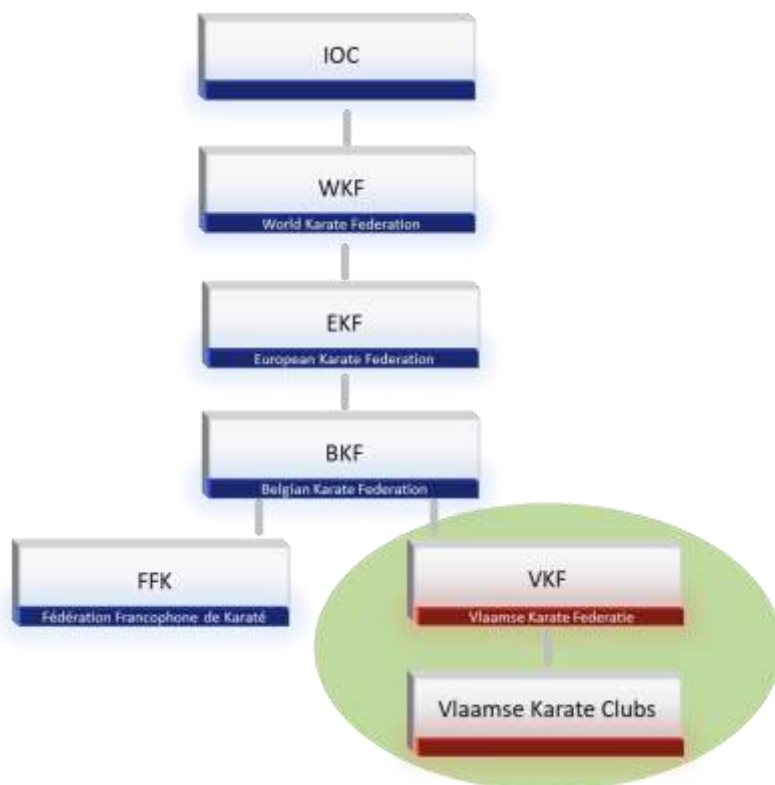 IOC
WKF
World Karate Federation
EKF
European Karate Federation
BKF
Belgian Karate Federation
FFK
Fédération Francophone de Karaté
VKF
Vlaamse Karate Federatie
Vlaamse Karate Clubs